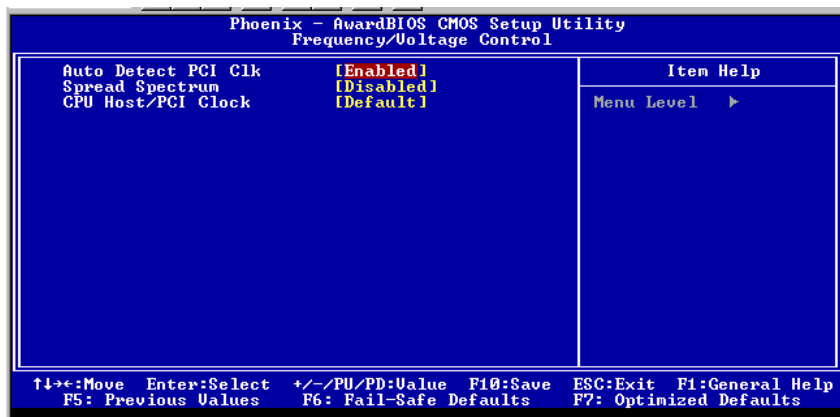 Phoenix - AwardBIOS CMOS Setup Utility
Frequency/Voltage Control
Auto Detect PCI Clk [Enabled]
Spread Spectrum [Disabled]
CPU Host/PCI Clock [Default]
Item Help
Menu Level ►
↑↓→←:Move Enter:Select +/-/PU/PD:Value F10:Save ESC:Exit F1:General Help
F5: Previous Values F6: Fail-Safe Defaults F7: Optimized Defaults